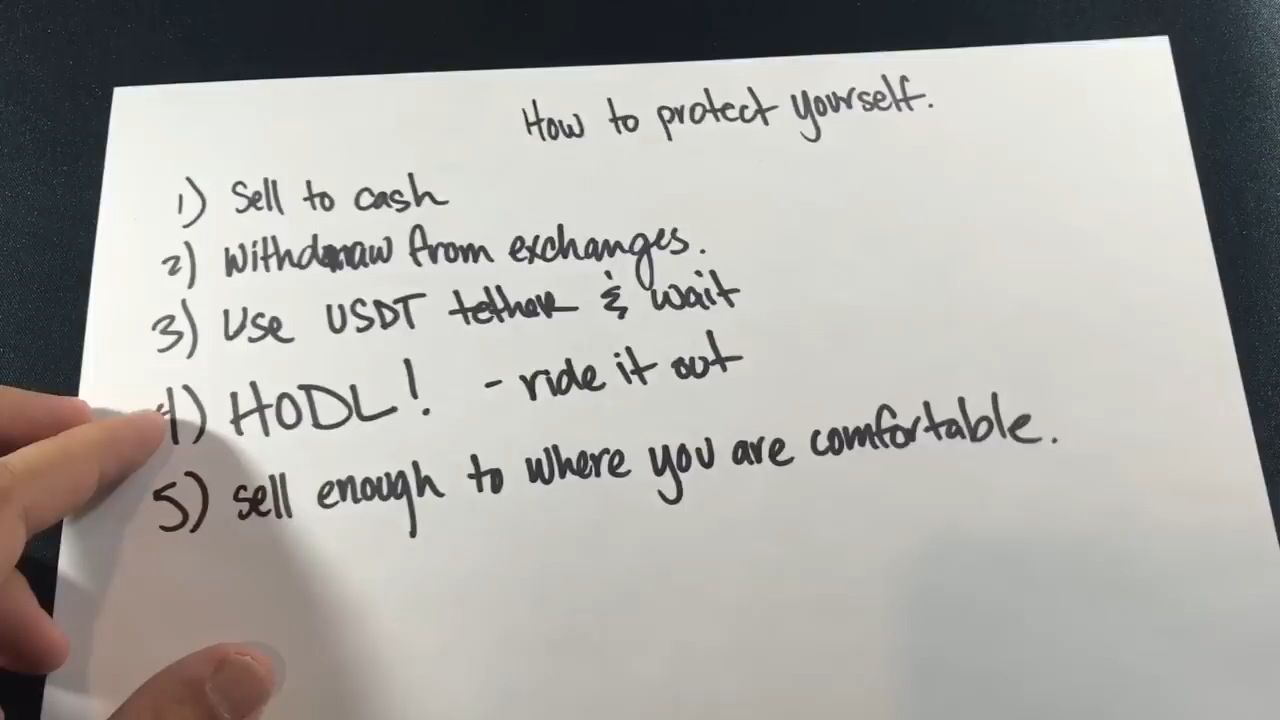 How to protect yourself.
1) Sell to cash
2) Withdraw from exchanges.
3) Use USDT tether & wait
4) HODL! - ride it out
5) sell enough to where you are comfortable.